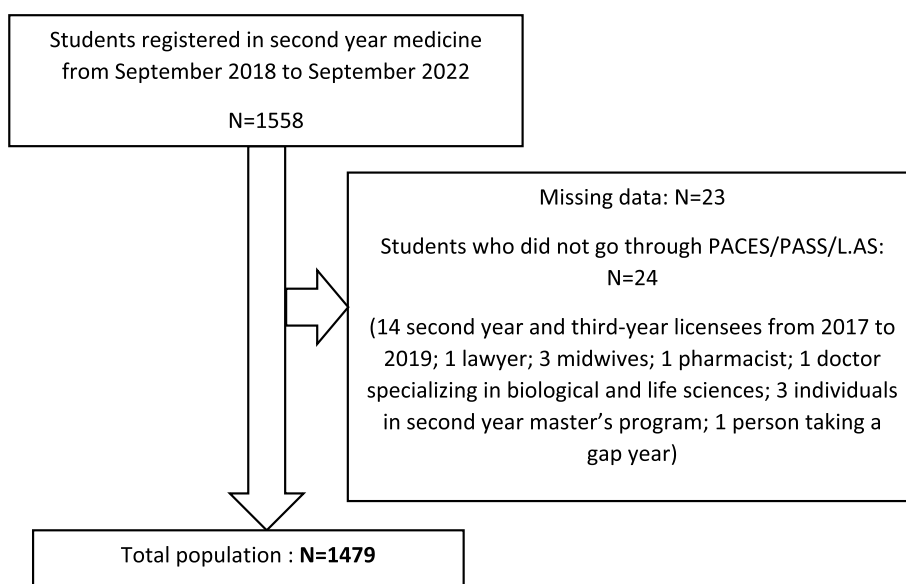 Students registered in second year medicine
from September 2018 to September 2022
N=1558
Missing data: N=23
Students who did not go through PACES/PASS/L.AS:
N=24
(14 second year and third-year licensees from 2017 to
2019; 1 lawyer; 3 midwives; 1 pharmacist; 1 doctor
specializing in biological and life sciences; 3 individuals
in second year master's program; 1 person taking a
gap year)
Total population : N=1479